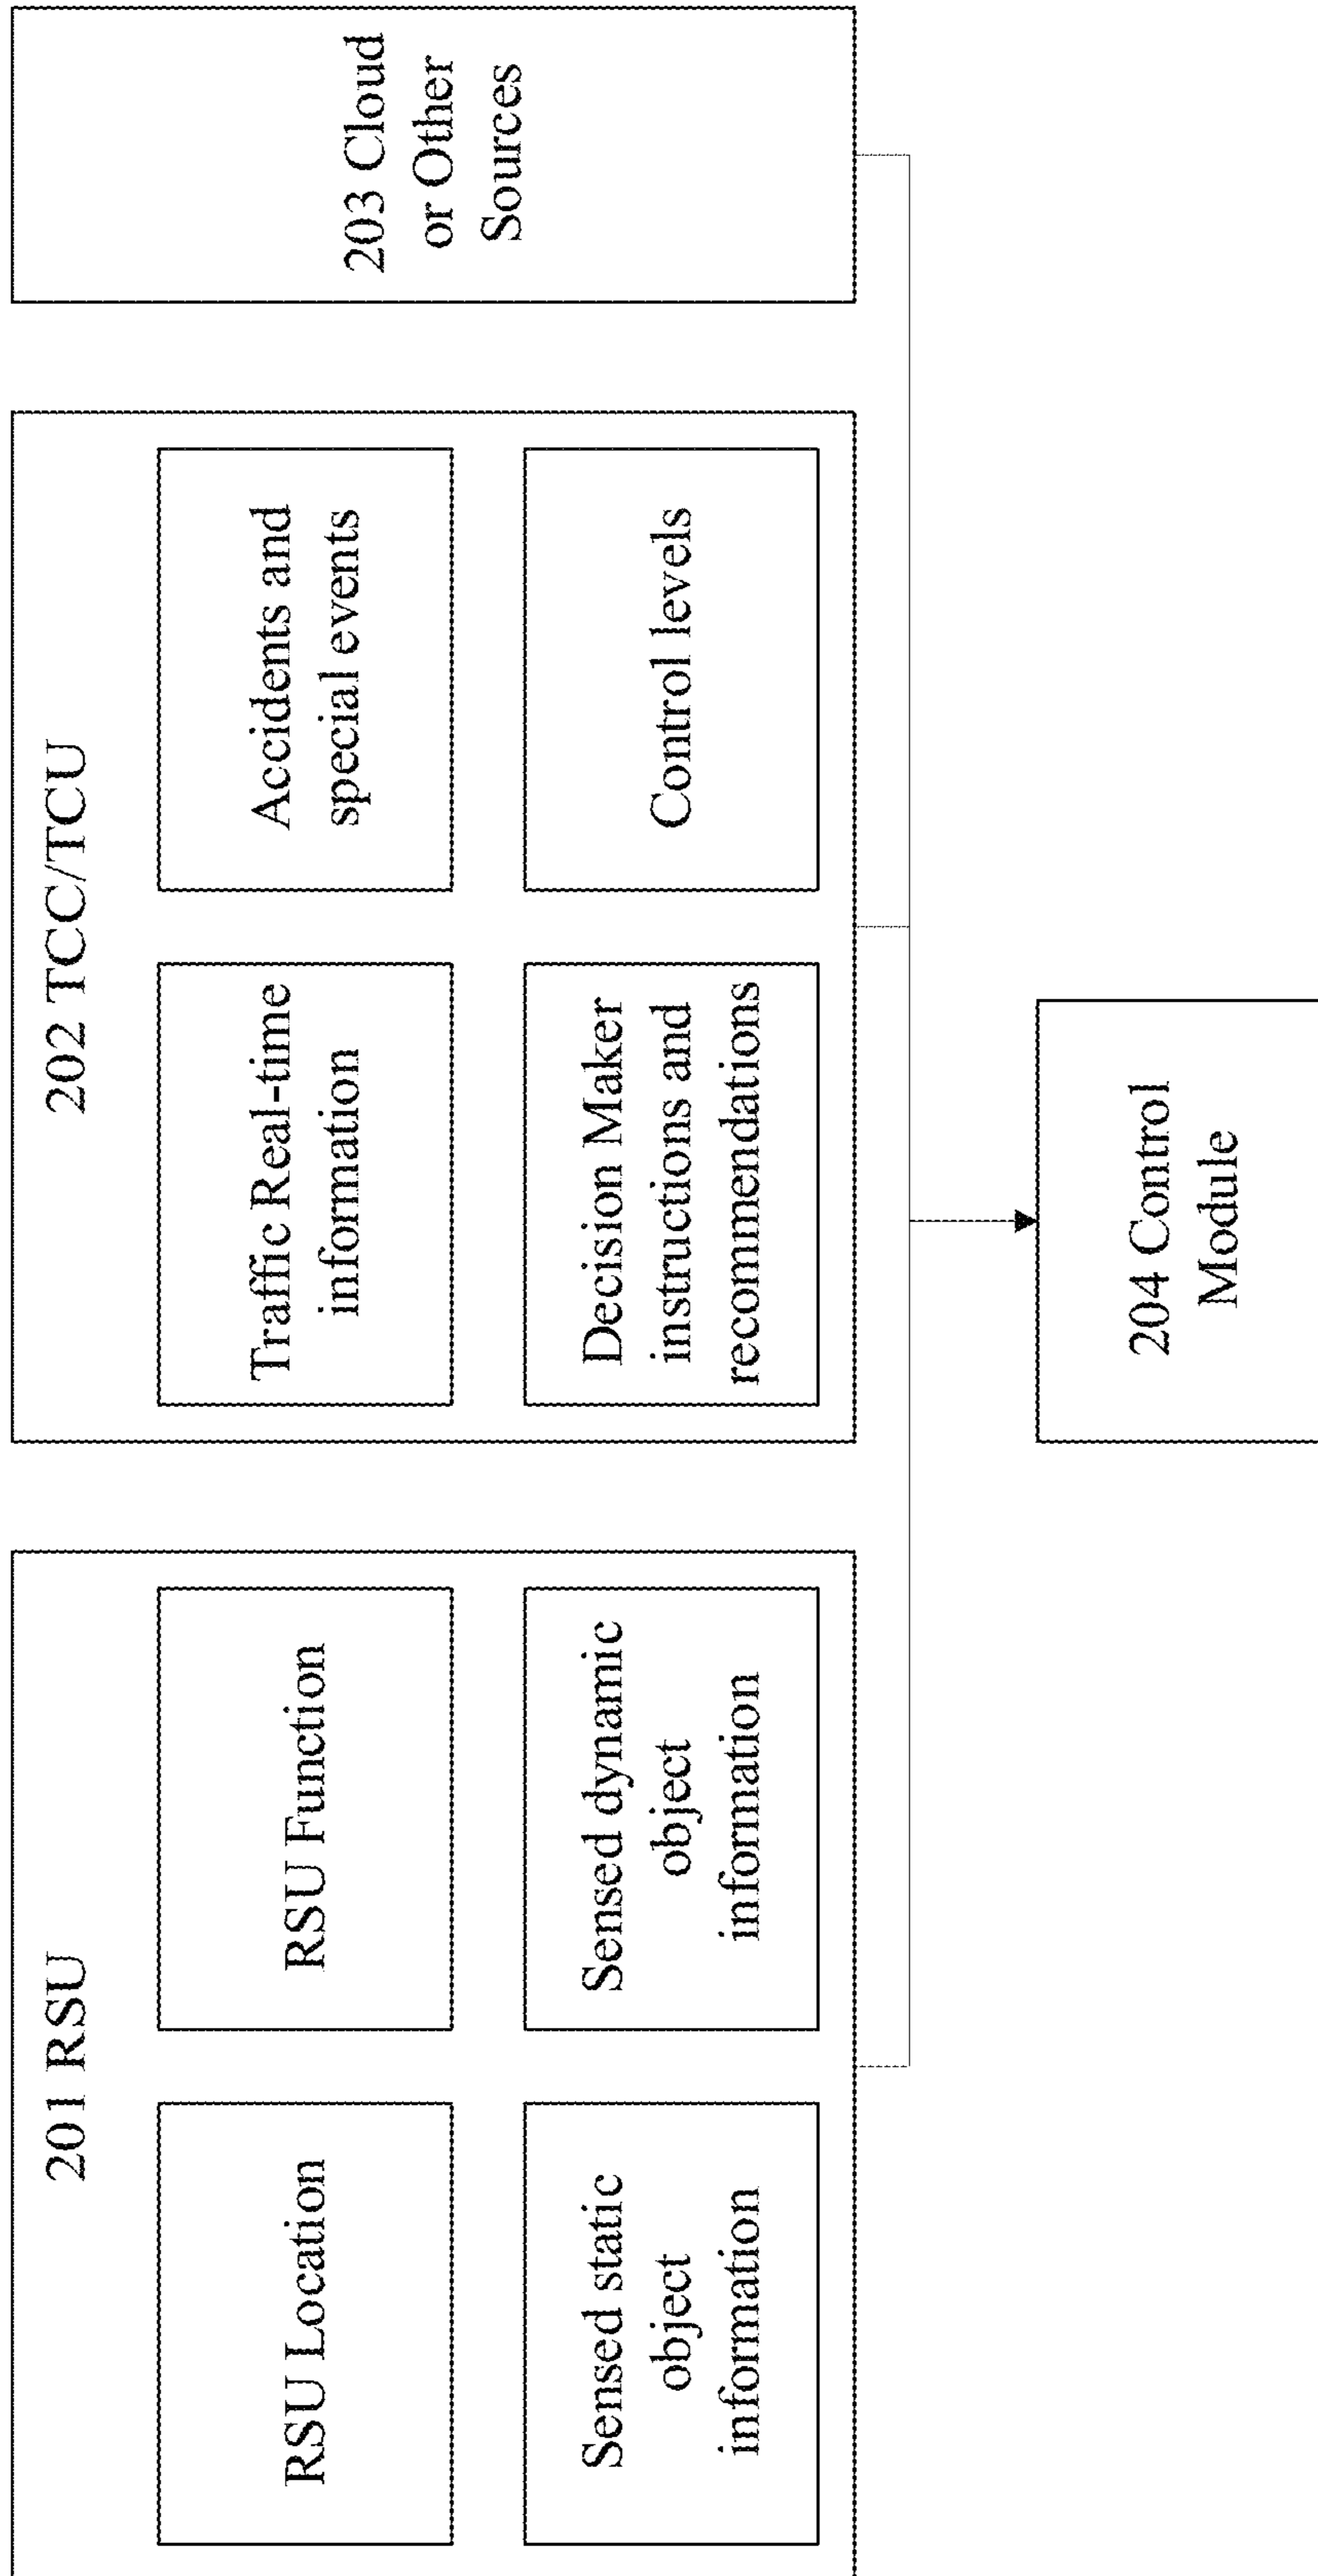 201 RSU
RSU Location
RSU Function
Sensed static
object
information
Sensed dynamic
object
information
202 TCC/TCU
Traffic Real-time
information
Accidents and
special events
Decision Maker
instructions and
recommendations
Control levels
203 Cloud
or Other
Sources
204 Control
Module